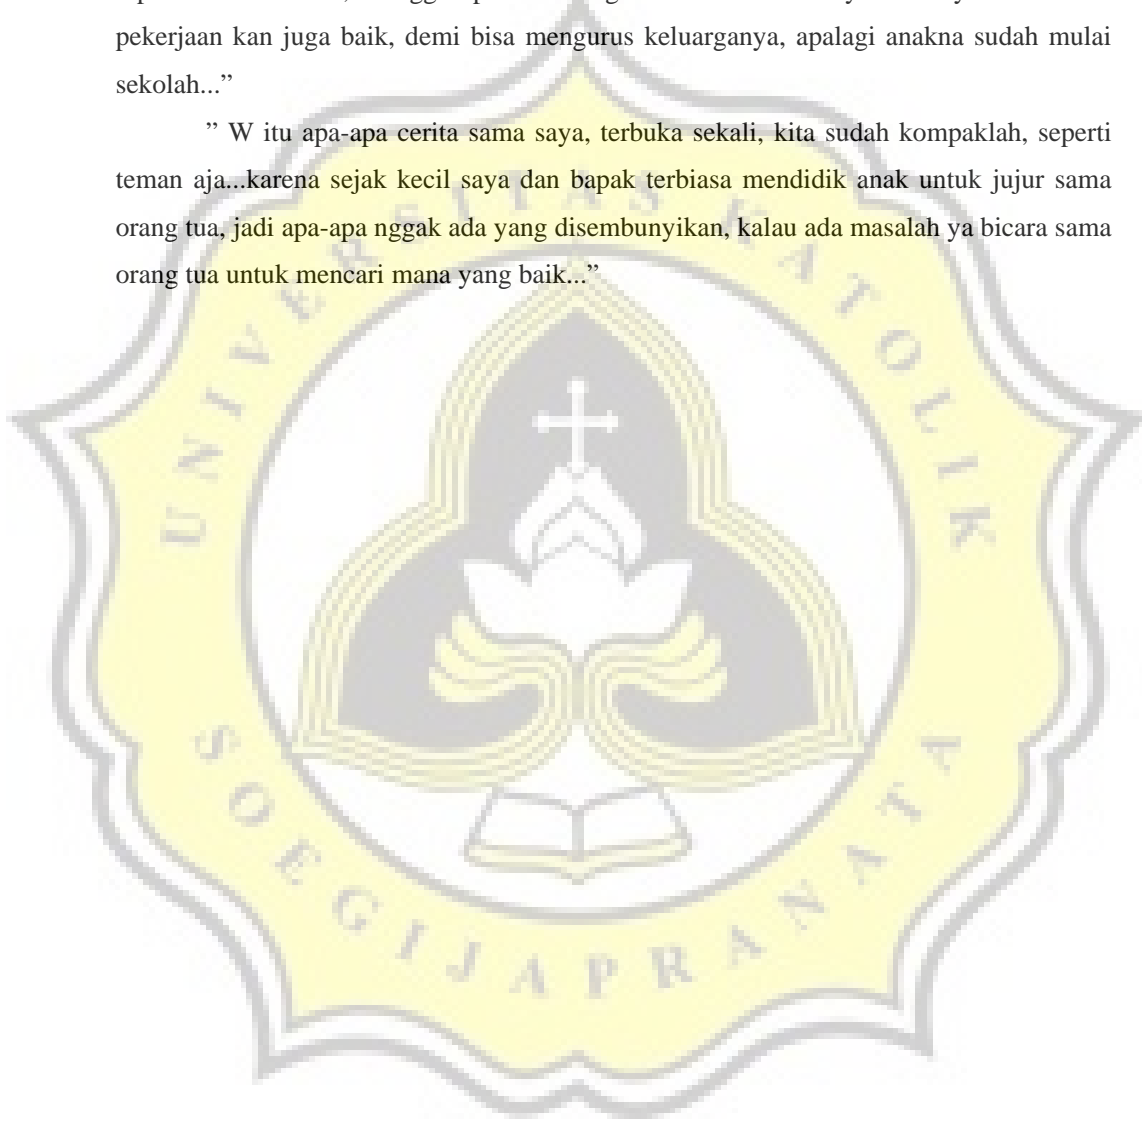 pekerjaan kan juga baik, demi bisa mengurus keluarganya, apalagi anakna sudah mulai
sekolah...”
” W itu apa-apa cerita sama saya, terbuka sekali, kita sudah kompaklah, seperti
teman aja...karena sejak kecil saya dan bapak terbiasa mendidik anak untuk jujur sama
orang tua, jadi apa-apa nggak ada yang disembunyikan, kalau ada masalah ya bicara sama
orang tua untuk mencari mana yang baik...”
UNIVERSITAS KATOLIK
SOEGIJAPRANATA